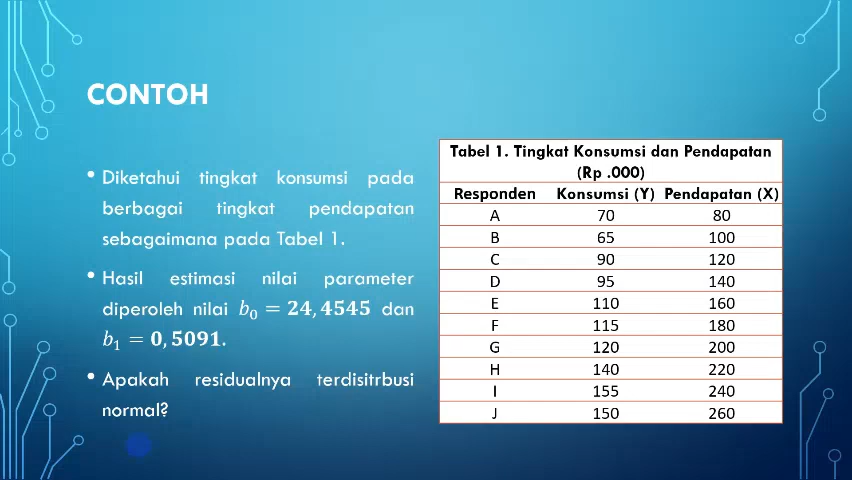 CONTOH
• Diketahui tingkat konsumsi pada
berbagai tingkat pendapatan
sebagaimana pada Tabel 1.
• Hasil estimasi nilai parameter
diperoleh nilai b₀ = 24,4545 dan
b₁ = 0,5091.
• Apakah residualnya terdisitrbusi
normal?
Tabel 1. Tingkat Konsumsi dan Pendapatan
(Rp .000)
Responden Konsumsi (Y) Pendapatan (X)
A 70 80
B 65 100
C 90 120
D 95 140
E 110 160
F 115 180
G 120 200
H 140 220
I 155 240
J 150 260